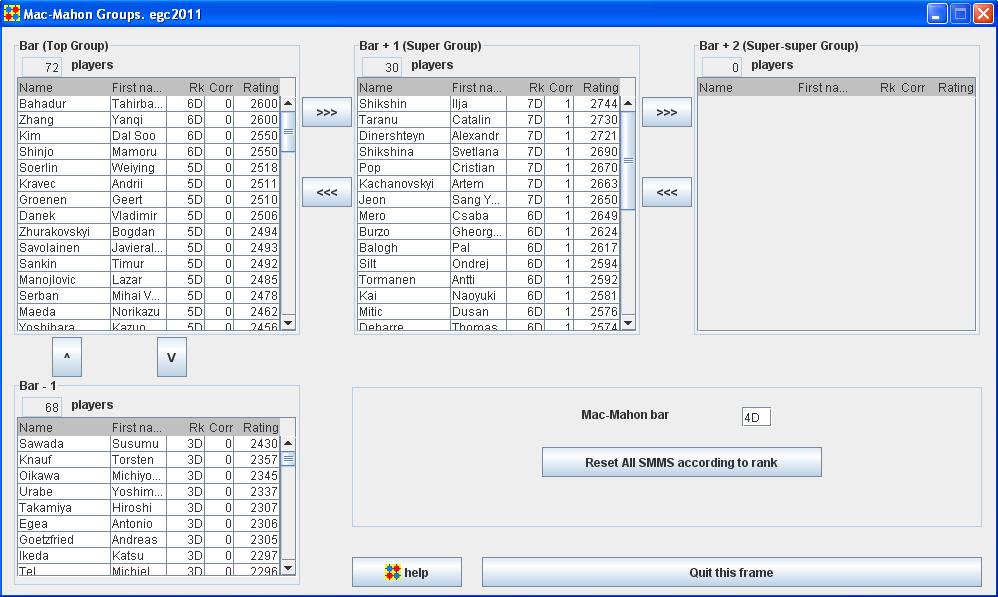 Mac-Mahon Groups. egc2011
Bar (Top Group)
72 players
Name First na... Rk Corr Rating
Bahadur Tahirba... 6D 0 2600
Zhang Yanqi 6D 0 2600
Kim Dal Soo 6D 0 2550
Shinjo Mamoru 6D 0 2550
Soerlin Weiying 5D 0 2518
Kravec Andrii 5D 0 2511
Groenen Geert 5D 0 2510
Danek Vladimir 5D 0 2506
Zhurakovskyi Bogdan 5D 0 2494
Savolainen Javieral... 5D 0 2493
Sankin Timur 5D 0 2492
Manojlovic Lazar 5D 0 2485
Serban Mihai V... 5D 0 2478
Maeda Norikazu 5D 0 2462
Yoshihara Kazuo 5D 0 2456
>>>
<<<
Bar + 1 (Super Group)
30 players
Name First na... Rk Corr Rating
Shikshin Ilja 7D 1 2744
Taranu Catalin 7D 1 2730
Dinershteyn Alexandr 7D 1 2721
Shikshina Svetlana 7D 1 2690
Pop Cristian 7D 1 2670
Kachanovskyi Artem 7D 1 2663
Jeon Sang Y... 7D 1 2650
Mero Csaba 6D 1 2649
Burzo Gheorg... 6D 1 2624
Balogh Pal 6D 1 2617
Silt Ondrej 6D 1 2594
Tormanen Antti 6D 1 2592
Kai Naoyuki 6D 1 2581
Mitic Dusan 6D 1 2576
Debarre Thomas 6D 1 2574
>>>
<<<
Bar + 2 (Super-super Group)
0 players
Name First na... Rk Corr Rating
^ V
Bar - 1
68 players
Name First na... Rk Corr Rating
Sawada Susumu 3D 0 2430
Knauf Torsten 3D 0 2357
Oikawa Michiyo... 3D 0 2345
Urabe Yoshim... 3D 0 2337
Takamiya Hiroshi 3D 0 2307
Egea Antonio 3D 0 2306
Goetzfried Andreas 3D 0 2305
Ikeda Katsu 3D 0 2297
Tel Michiel 3D 0 2296
Mac-Mahon bar 4D
Reset All SMMS according to rank
help
Quit this frame